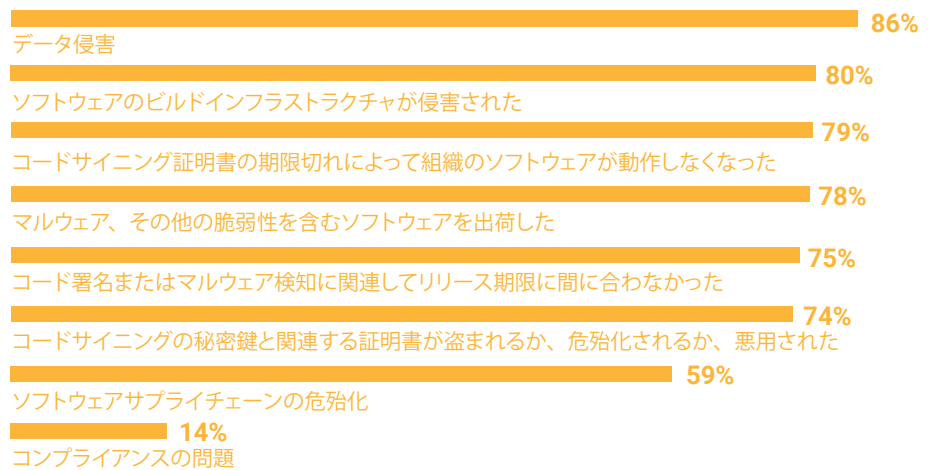 86%
データ侵害
80%
ソフトウェアのビルドインフラストラクチャが侵害された
79%
コードサイニング証明書の期限切れによって組織のソフトウェアが動作しなくなった
78%
マルウェア、その他の脆弱性を含むソフトウェアを出荷した
75%
コード署名またはマルウェア検知に関連してリリース期限に間に合わなかった
74%
コードサイニングの秘密鍵と関連する証明書が盗まれるか、危殆化されるか、悪用された
59%
ソフトウェアサプライチェーンの危殆化
14%
コンプライアンスの問題